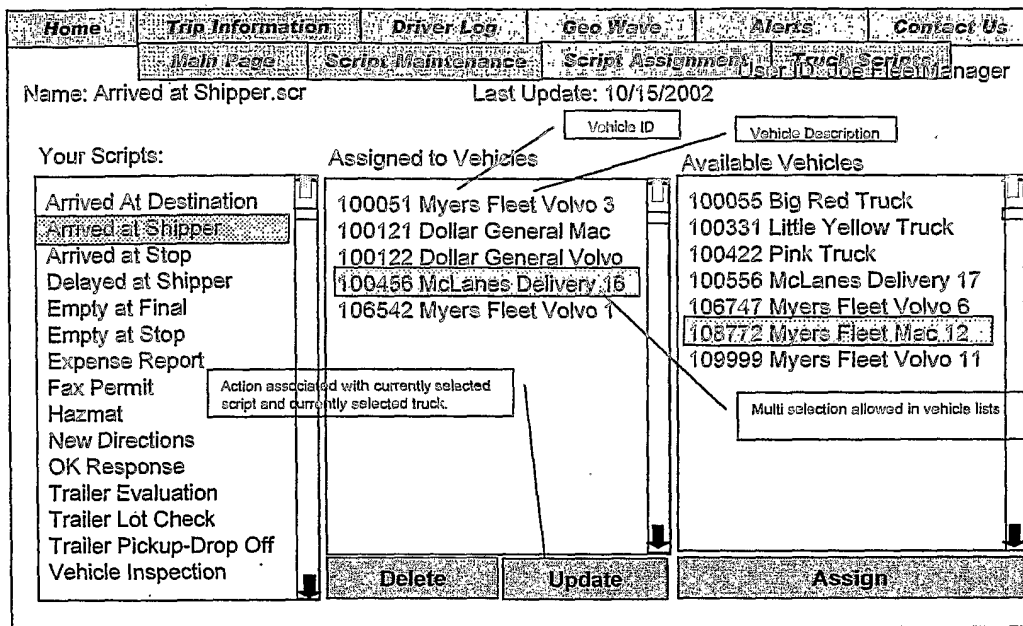 Home Trip Information Driver Log Geo Wave Alerts Contact Us
Main Page Script Maintenance Script Assignment Truck Scripts
User ID: Joe FleetManager
Name: Arrived at Shipper.scr Last Update: 10/15/2002
Vehicle ID
Vehicle Description
Your Scripts:
Arrived At Destination
Arrived at Shipper
Arrived at Stop
Delayed at Shipper
Empty at Final
Empty at Stop
Expense Report
Fax Permit
Hazmat
New Directions
OK Response
Trailer Evaluation
Trailer Lot Check
Trailer Pickup-Drop Off
Vehicle Inspection
Assigned to Vehicles
100051 Myers Fleet Volvo 3
100121 Dollar General Mac
100122 Dollar General Volvo
100456 McLanes Delivery 16
106542 Myers Fleet Volvo 1
Action associated with currently selected
script and currently selected truck.
Delete Update
Available Vehicles
100055 Big Red Truck
100331 Little Yellow Truck
100422 Pink Truck
100556 McLanes Delivery 17
106747 Myers Fleet Volvo 6
108772 Myers Fleet Mac 12
109999 Myers Fleet Volvo 11
Multi selection allowed in vehicle lists
Assign